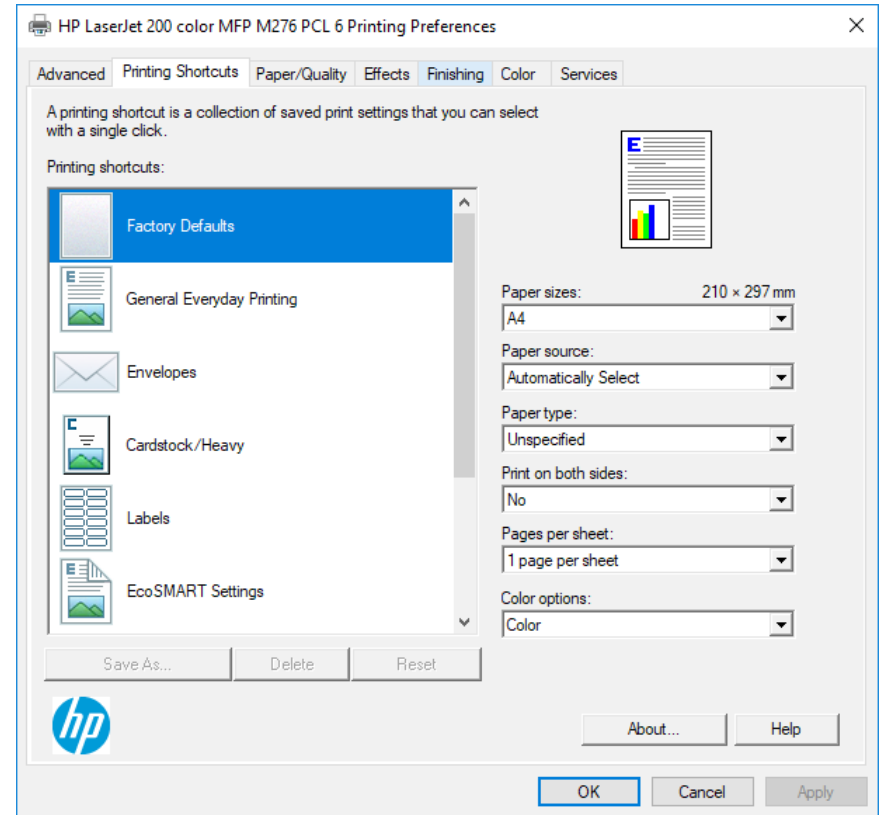 HP LaserJet 200 color MFP M276 PCL 6 Printing Preferences
Advanced Printing Shortcuts Paper/Quality Effects Finishing Color Services
A printing shortcut is a collection of saved print settings that you can select
with a single click.
Printing shortcuts:
Factory Defaults
General Everyday Printing
Envelopes
Cardstock/Heavy
Labels
EcoSMART Settings
Save As... Delete Reset
E
Paper sizes: 210 × 297 mm
A4
Paper source:
Automatically Select
Paper type:
Unspecified
Print on both sides:
No
Pages per sheet:
1 page per sheet
Color options:
Color
hp
About... Help
OK Cancel Apply